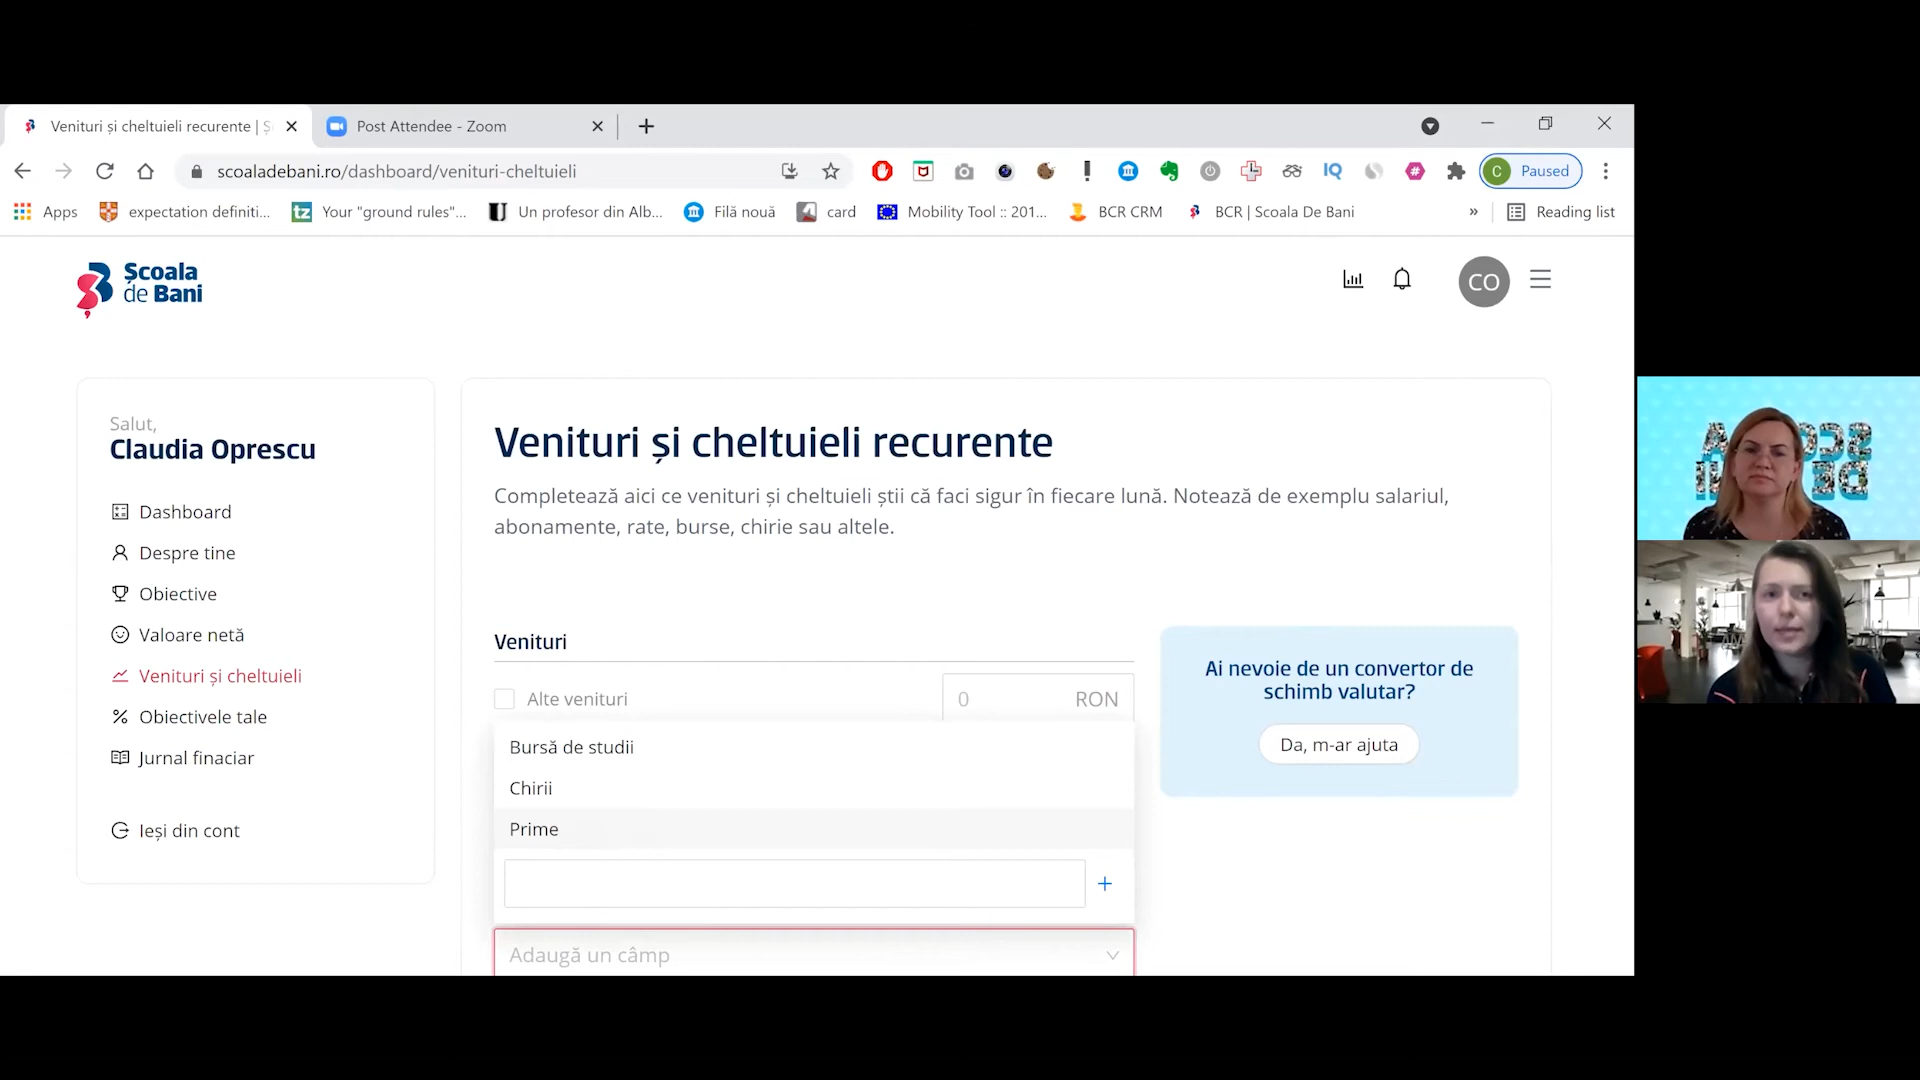 Venituri și cheltuieli recurente | Ș
Post Attendee - Zoom
scoaladebani.ro/dashboard/venituri-cheltuieli
IQ
C Paused
Apps
expectation definiti...
tz Your "ground rules"...
Un profesor din Alb...
Filă nouă
card
Mobility Tool :: 201...
BCR CRM
BCR | Scoala De Bani
»
Reading list
Școala
de Bani
CO
Salut,
Claudia Oprescu
Dashboard
Despre tine
Obiective
Valoare netă
Venituri și cheltuieli
Obiectivele tale
Jurnal finaciar
Ieși din cont
Venituri și cheltuieli recurente
Completează aici ce venituri și cheltuieli știi că faci sigur în fiecare lună. Notează de exemplu salariul,
abonamente, rate, burse, chirie sau altele.
Venituri
Alte venituri
0 RON
Bursă de studii
Chirii
Prime
+
Adaugă un câmp
Ai nevoie de un convertor de
schimb valutar?
Da, m-ar ajuta